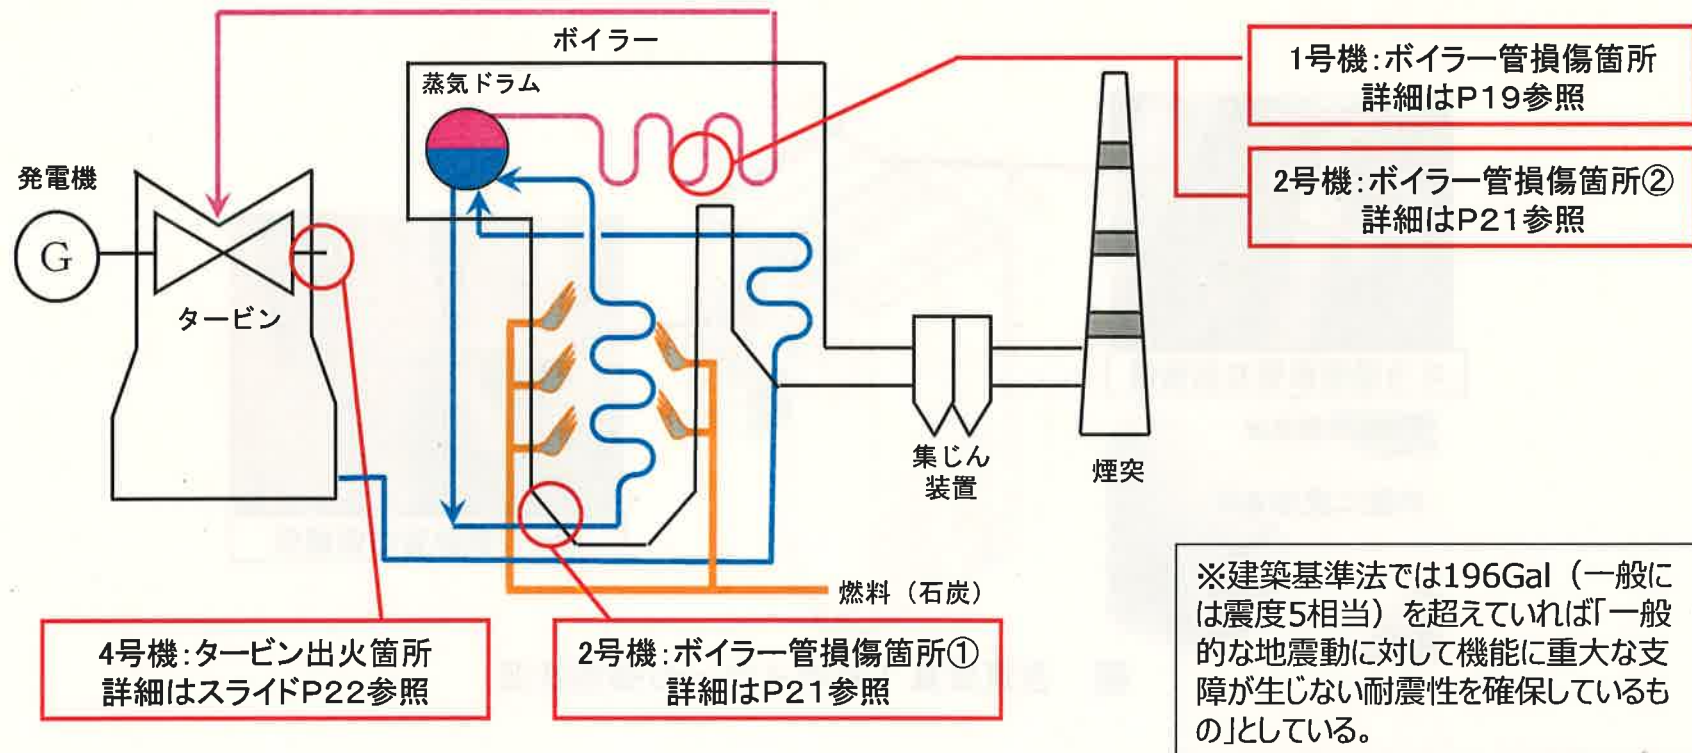 ボイラー
蒸気ドラム
1号機：ボイラー管損傷箇所
詳細はP19参照
2号機：ボイラー管損傷箇所②
詳細はP21参照
発電機
G
タービン
集じん
装置
煙突
燃料（石炭）
4号機：タービン出火箇所
詳細はスライドP22参照
2号機：ボイラー管損傷箇所①
詳細はP21参照
※建築基準法では196Gal（一般に
は震度5相当）を超えていれば「一般
的な地震動に対して機能に重大な支
障が生じない耐震性を確保しているも
の」としている。